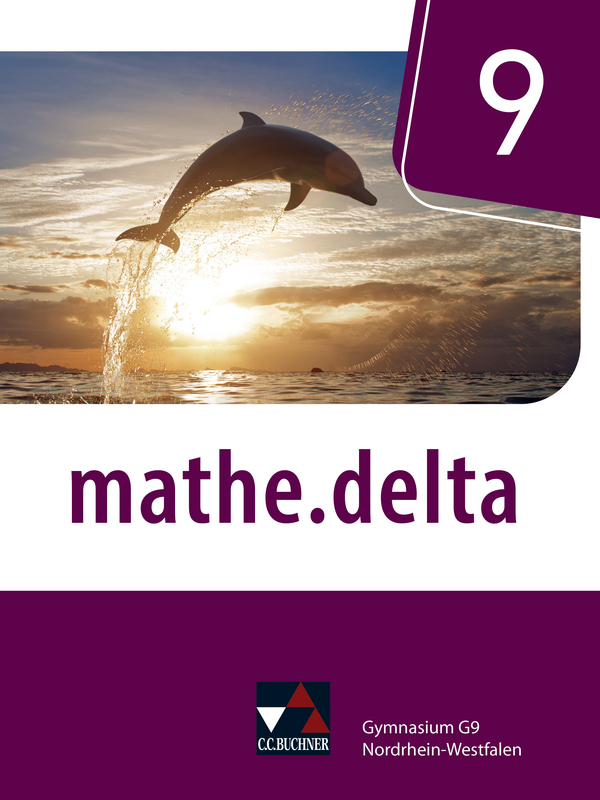 9
mathe.delta
C.C.BUCHNER
Gymnasium G9
Nordrhein-Westfalen